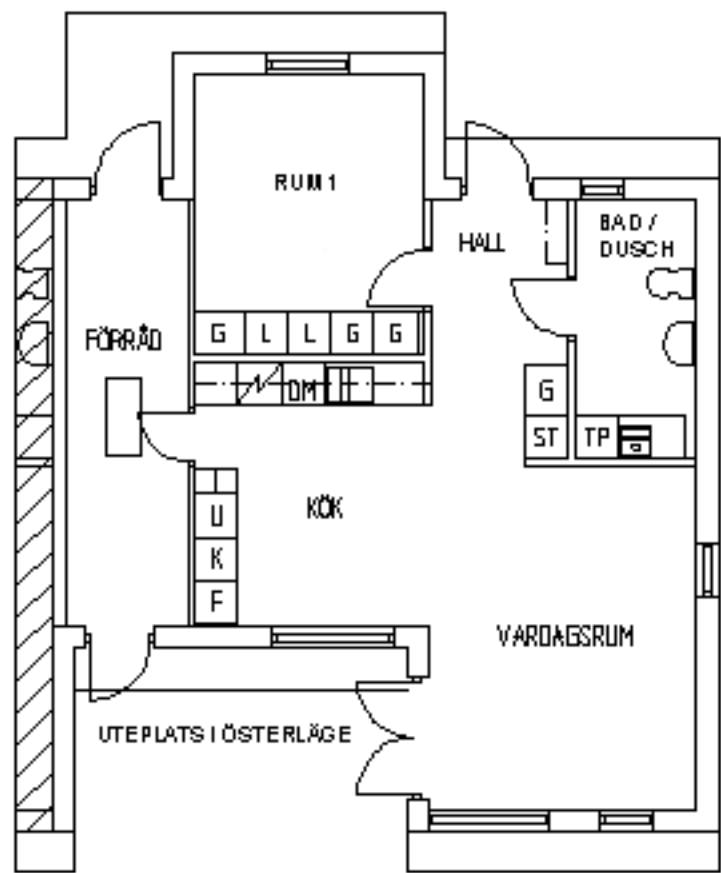 RUM 1
HALL
BAD /
DUSCH
FÖRRÅD
G L L G G
DM
G
ST
TP
KÖK
U
K
F
VARDAGSRUM
UTEPLATS I ÖSTERLÄGE